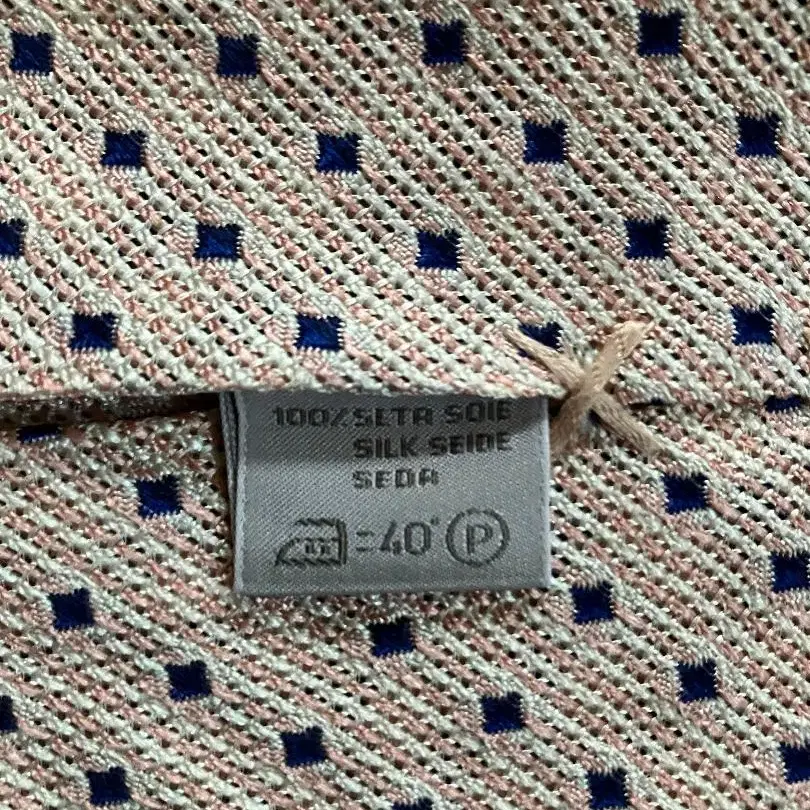 100% SETA SOIE
SILK SEIDE
SEDA
=40° P